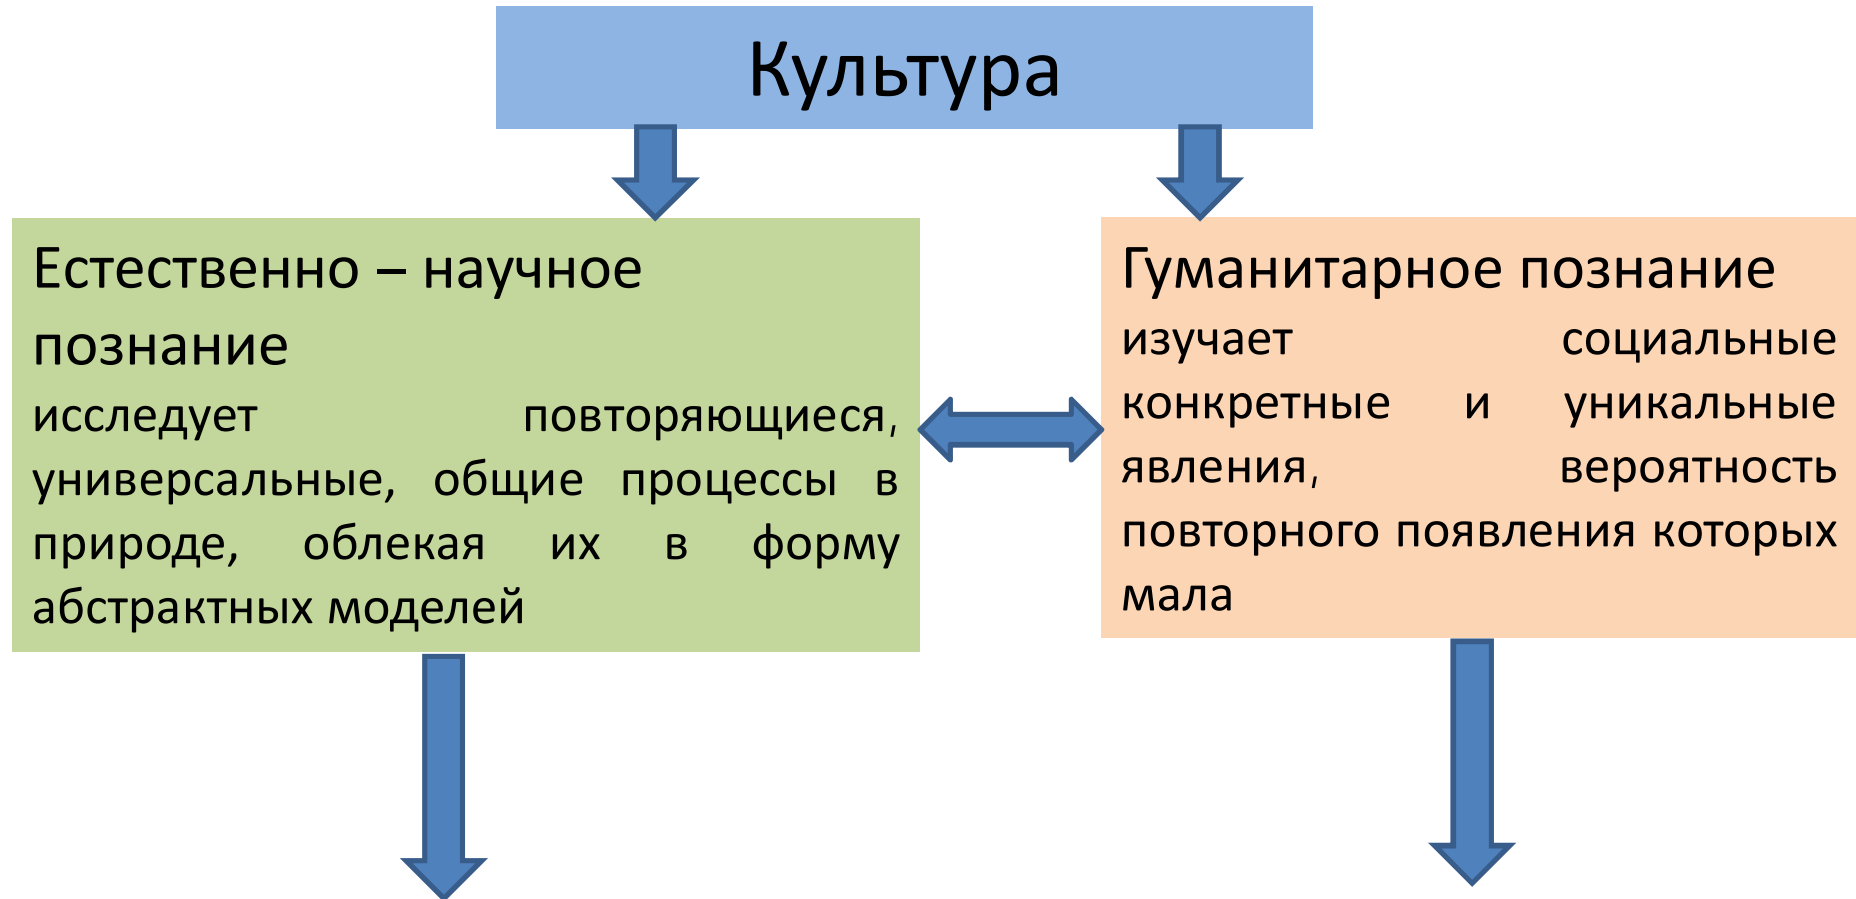 Культура
Естественно – научное
познание
исследует повторяющиеся,
универсальные, общие процессы в
природе, облекая их в форму
абстрактных моделей
Гуманитарное познание
изучает социальные
конкретные и уникальные
явления, вероятность
повторного появления которых
мала